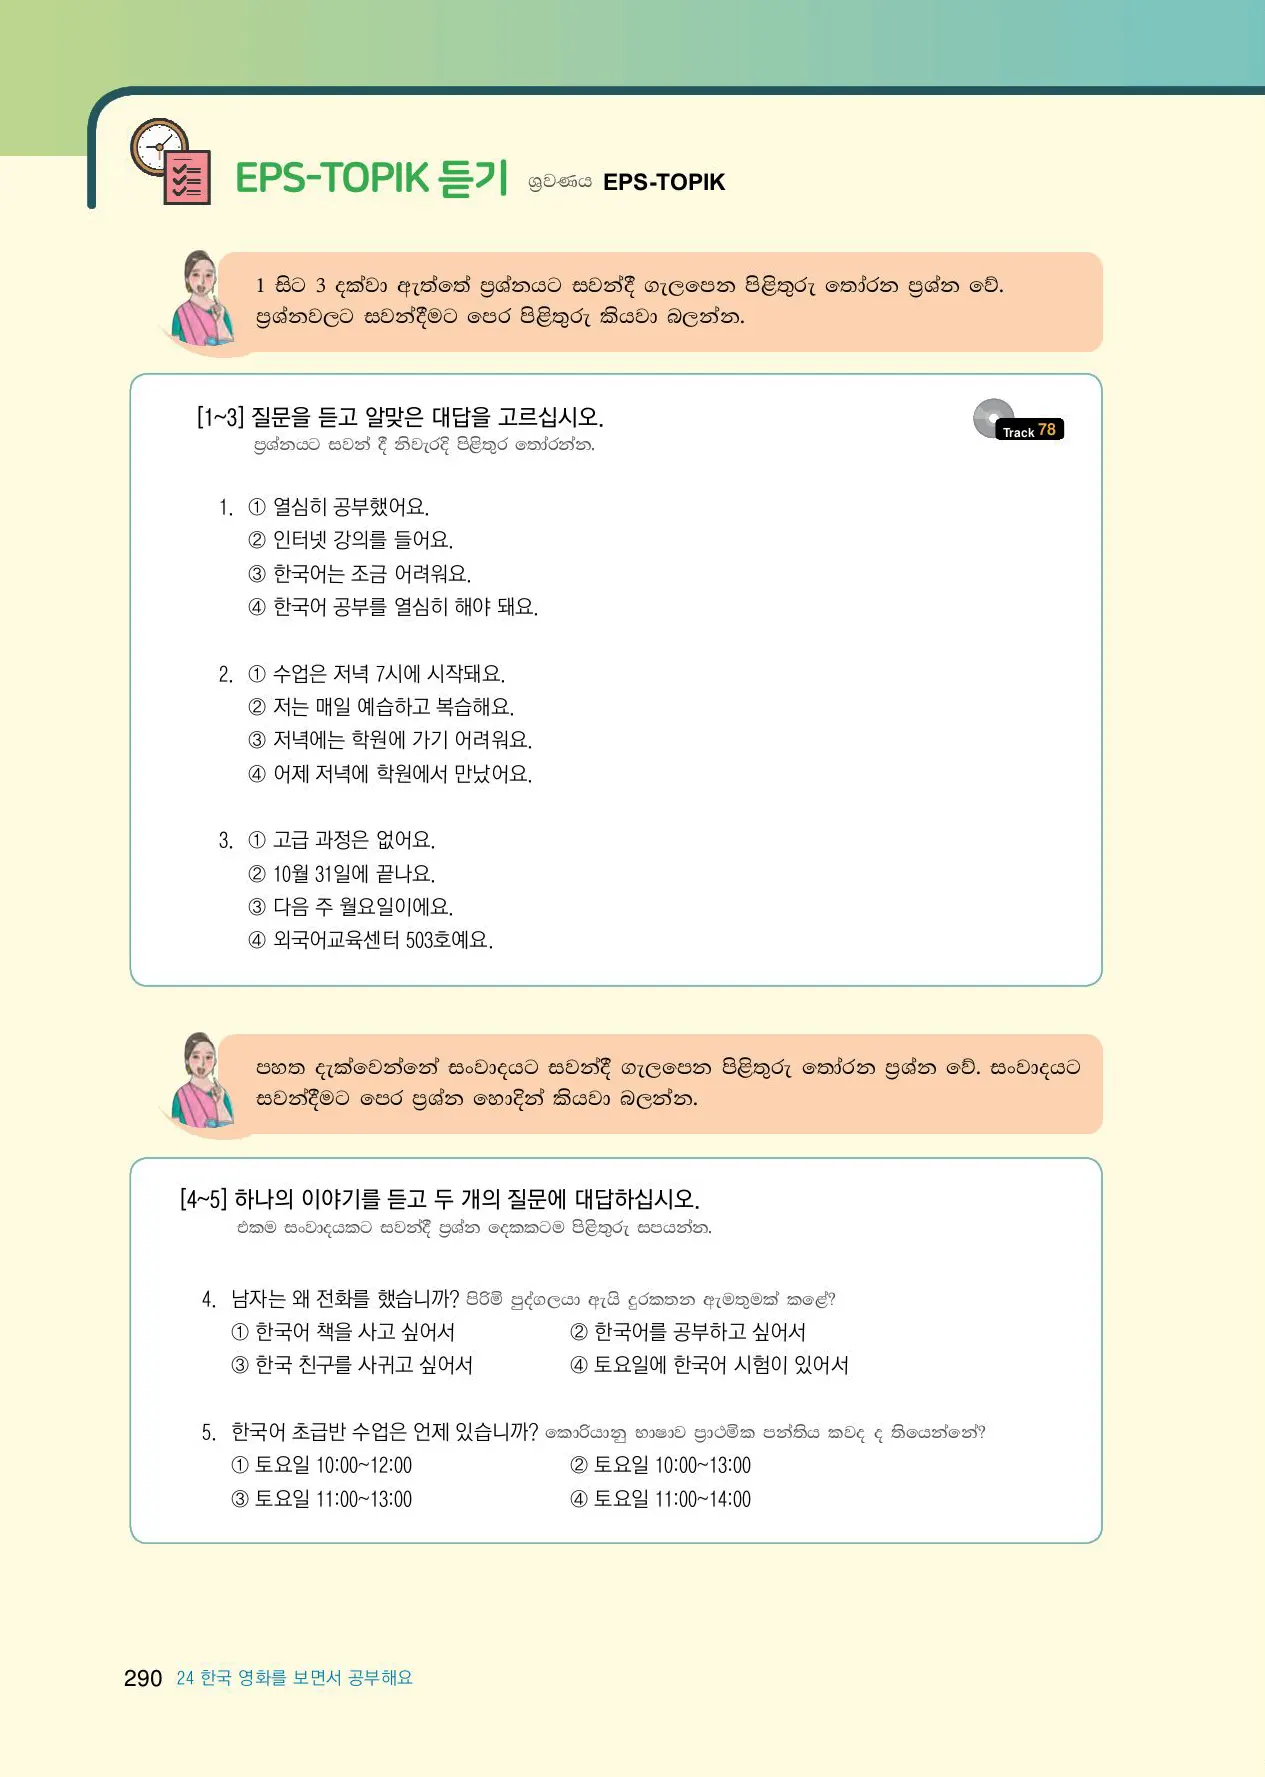 EPS-TOPIK 듣기 ශ්‍රවණය EPS-TOPIK
1 සිට 3 දක්වා ඇත්තේ ප්‍රශ්නයට සවන්දී ගැලපෙන පිළිතුරු තෝරන ප්‍රශ්න වේ.
ප්‍රශ්නවලට සවන්දීමට පෙර පිළිතුරු කියවා බලන්න.
[1~3] 질문을 듣고 알맞은 대답을 고르십시오.
Track 78
ප්‍රශ්නයට සවන් දී නිවැරදි පිළිතුර තෝරන්න.
1. ① 열심히 공부했어요.
② 인터넷 강의를 들어요.
③ 한국어는 조금 어려워요.
④ 한국어 공부를 열심히 해야 돼요.
2. ① 수업은 저녁 7시에 시작돼요.
② 저는 매일 예습하고 복습해요.
③ 저녁에는 학원에 가기 어려워요.
④ 어제 저녁에 학원에서 만났어요.
3. ① 고급 과정은 없어요.
② 10월 31일에 끝나요.
③ 다음 주 월요일이에요.
④ 외국어교육센터 503호예요.
පහත දැක්වෙන්නේ සංවාදයට සවන්දී ගැලපෙන පිළිතුරු තෝරන ප්‍රශ්න වේ. සංවාදයට
සවන්දීමට පෙර ප්‍රශ්න හොදින් කියවා බලන්න.
[4~5] 하나의 이야기를 듣고 두 개의 질문에 대답하십시오.
එකම සංවාදයකට සවන්දී ප්‍රශ්න දෙකකටම පිළිතුරු සපයන්න.
4. 남자는 왜 전화를 했습니까? පිරිමි පුද්ගලයා ඇයි දුරකතන ඇමතුමක් කළේ?
① 한국어 책을 사고 싶어서 ② 한국어를 공부하고 싶어서
③ 한국 친구를 사귀고 싶어서 ④ 토요일에 한국어 시험이 있어서
5. 한국어 초급반 수업은 언제 있습니까? කොරියානු භාෂාව ප්‍රාථමික පන්තිය කවද ද තියෙන්නේ?
① 토요일 10:00~12:00 ② 토요일 10:00~13:00
③ 토요일 11:00~13:00 ④ 토요일 11:00~14:00
290 24 한국 영화를 보면서 공부해요